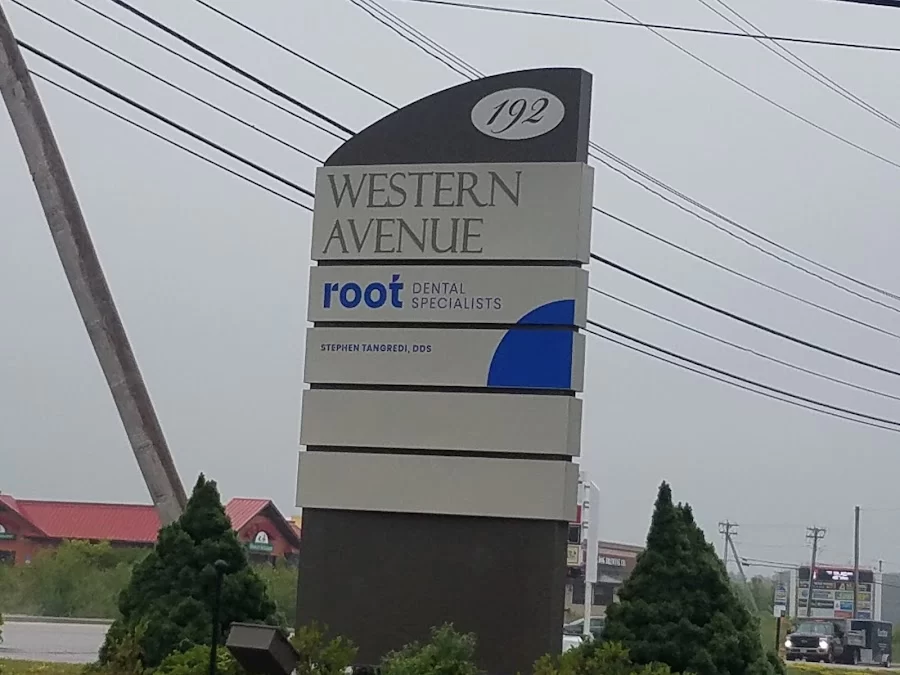 192
WESTERN
AVENUE
root DENTAL
SPECIALISTS
STEPHEN TANGREDI, DDS